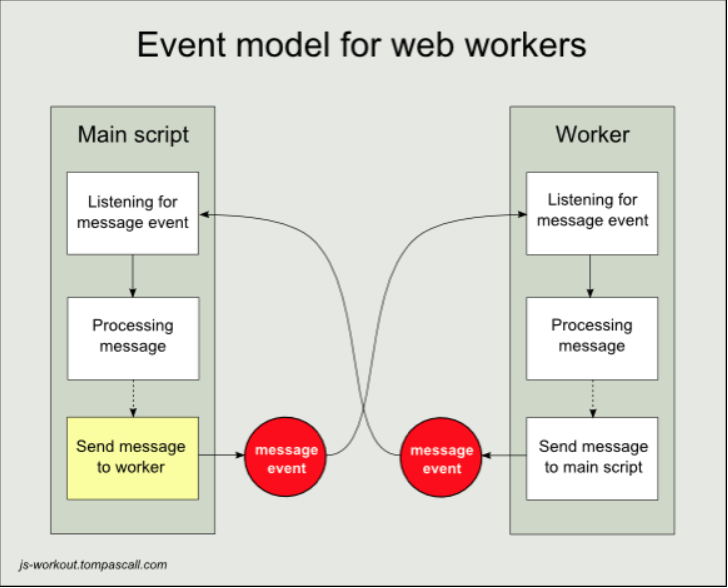 Event model for web workers
Main script
Listening for
message event
Processing
message
Send message
to worker
message
event
message
event
Worker
Listening for
message event
Processing
message
Send message
to main script
js-workout.tompascall.com